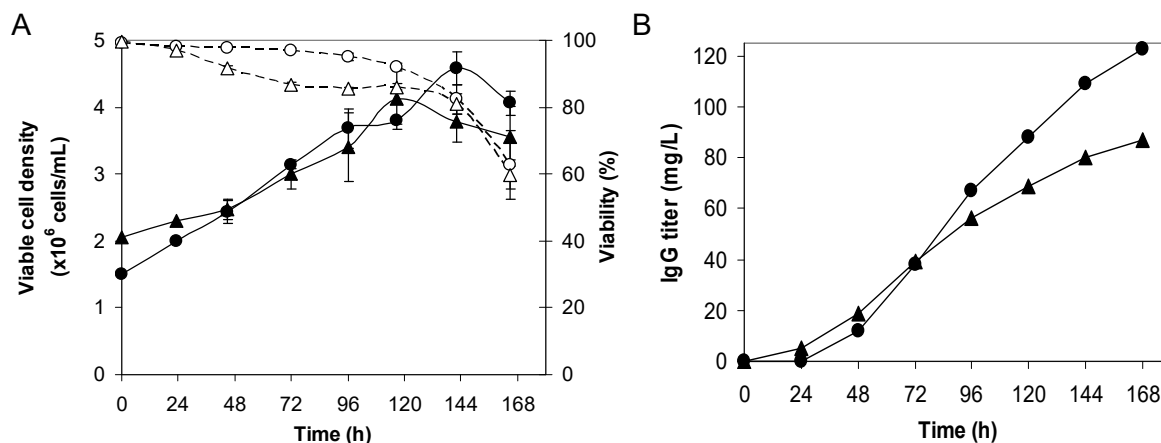 A
Viable cell density
(x10⁶ cells/mL)
5
4
3
2
1
0
100
80
60
40
20
0
Viability (%)
0 24 48 72 96 120 144 168
Time (h)
B
IgG titer (mg/L)
120
100
80
60
40
20
0
0 24 48 72 96 120 144 168
Time (h)